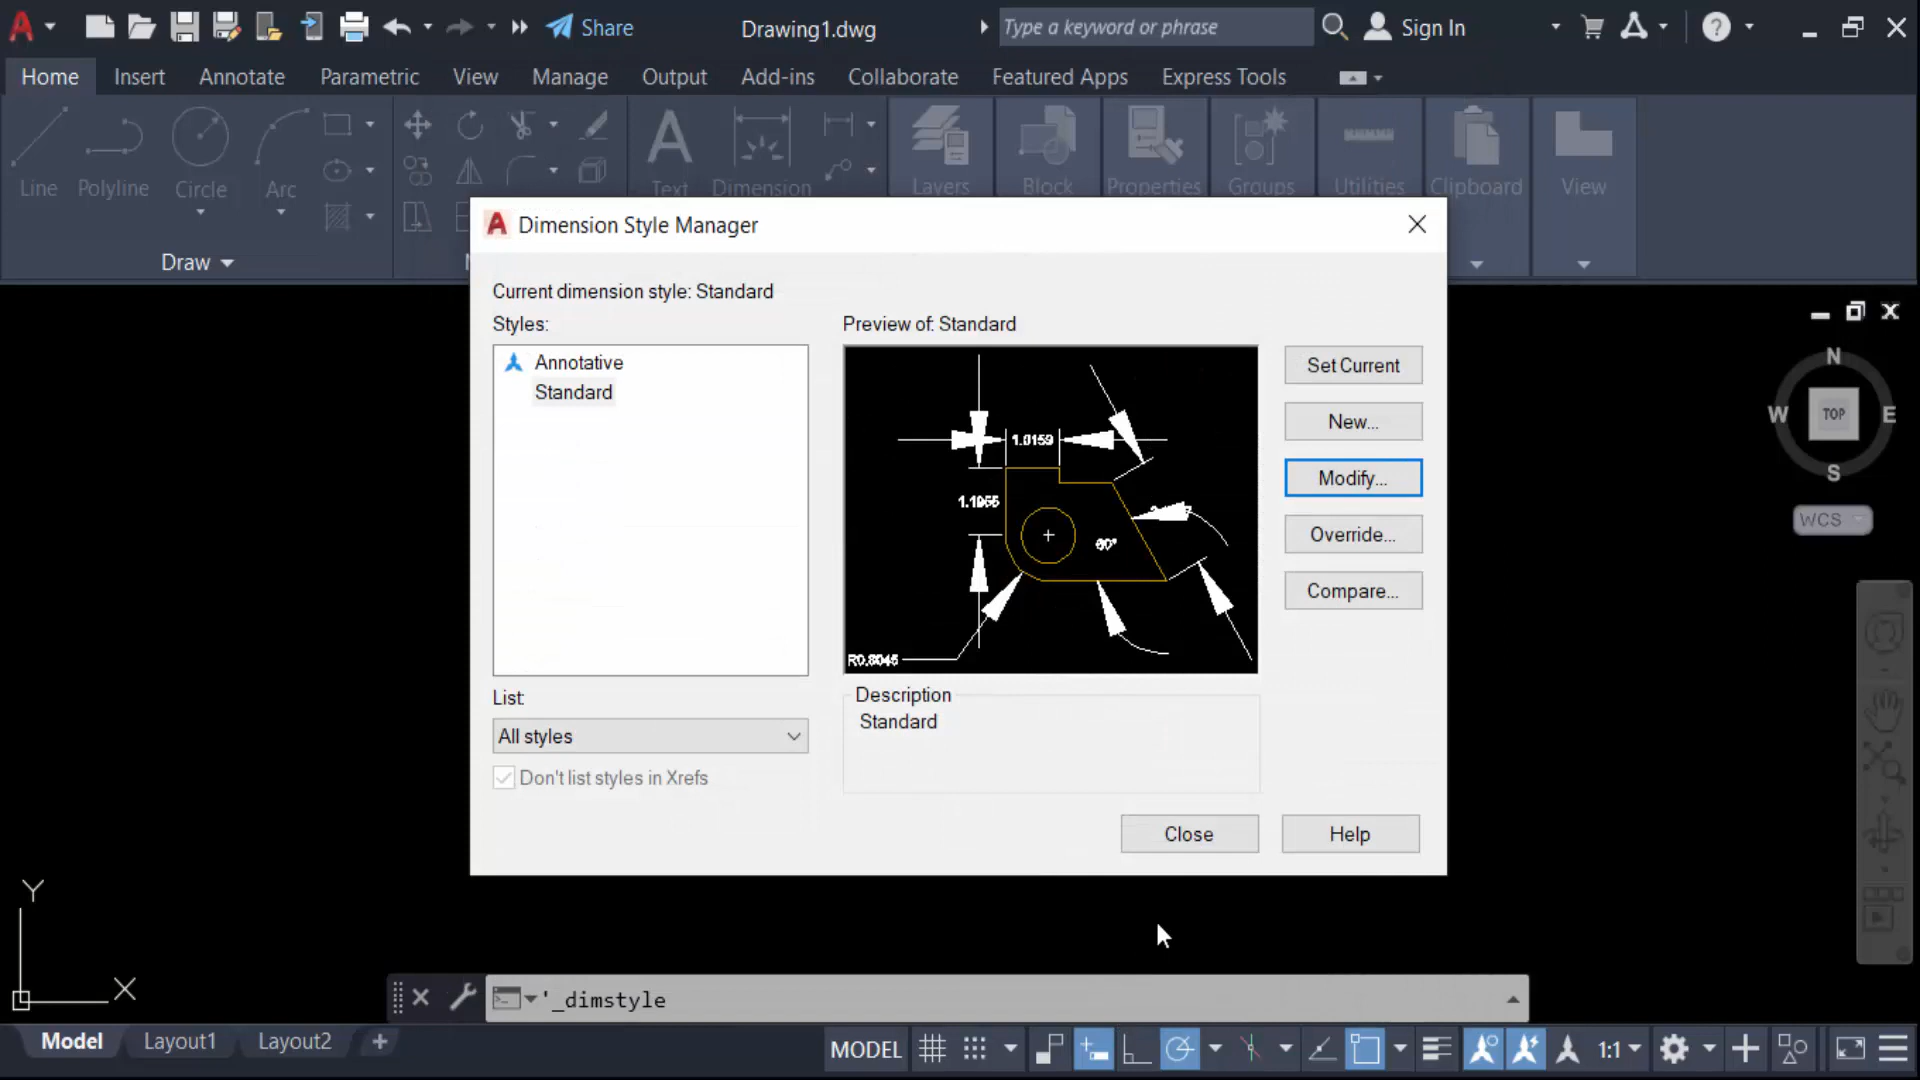 Share
Drawing1.dwg
Type a keyword or phrase
Sign In
Home
Insert
Annotate
Parametric
View
Manage
Output
Add-ins
Collaborate
Featured Apps
Express Tools
Line
Polyline
Circle
Arc
Text
Dimension
Layers
Block
Properties
Groups
Utilities
Clipboard
View
Draw
Dimension Style Manager
Current dimension style: Standard
Styles:
Annotative
Standard
Preview of: Standard
1.0159
1.1955
60°
R0.8045
Set Current
New...
Modify...
Override...
Compare...
List:
All styles
Don't list styles in Xrefs
Description
Standard
Close
Help
N
W
TOP
E
S
WCS
Y
X
'_dimstyle
Model
Layout1
Layout2
MODEL
1:1